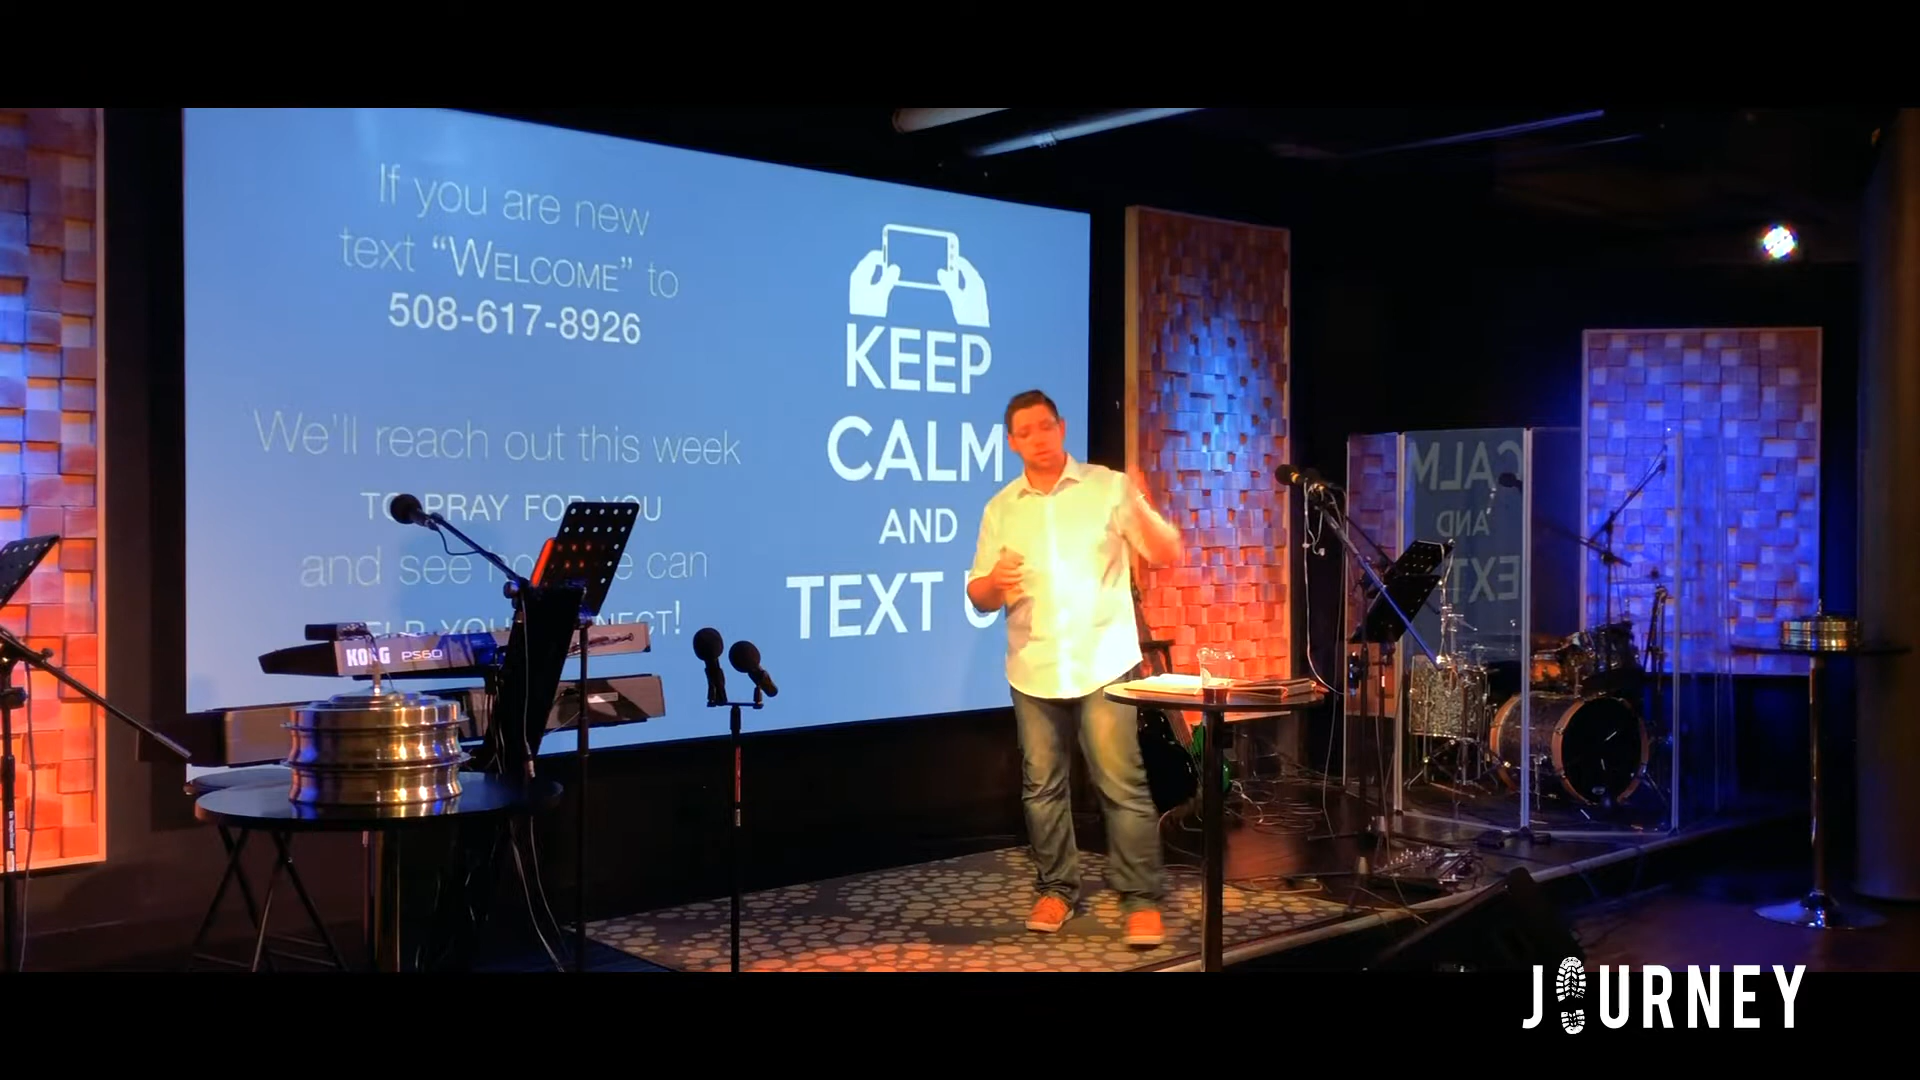 If you are new
text “WELCOME” to
508-617-8926
We'll reach out this week
TO PRAY FOR YOU
and see can
KEEP
CALM
AND
TEXT
KORG PS60
CALM
AND
JOURNEY